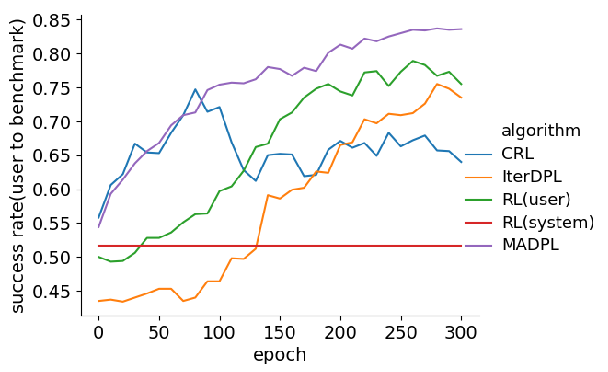 success rate(user to benchmark)
0.85
0.80
0.75
0.70
0.65
0.60
0.55
0.50
0.45
0
50
100
150
200
250
300
epoch
algorithm
CRL
IterDPL
RL(user)
RL(system)
MADPL